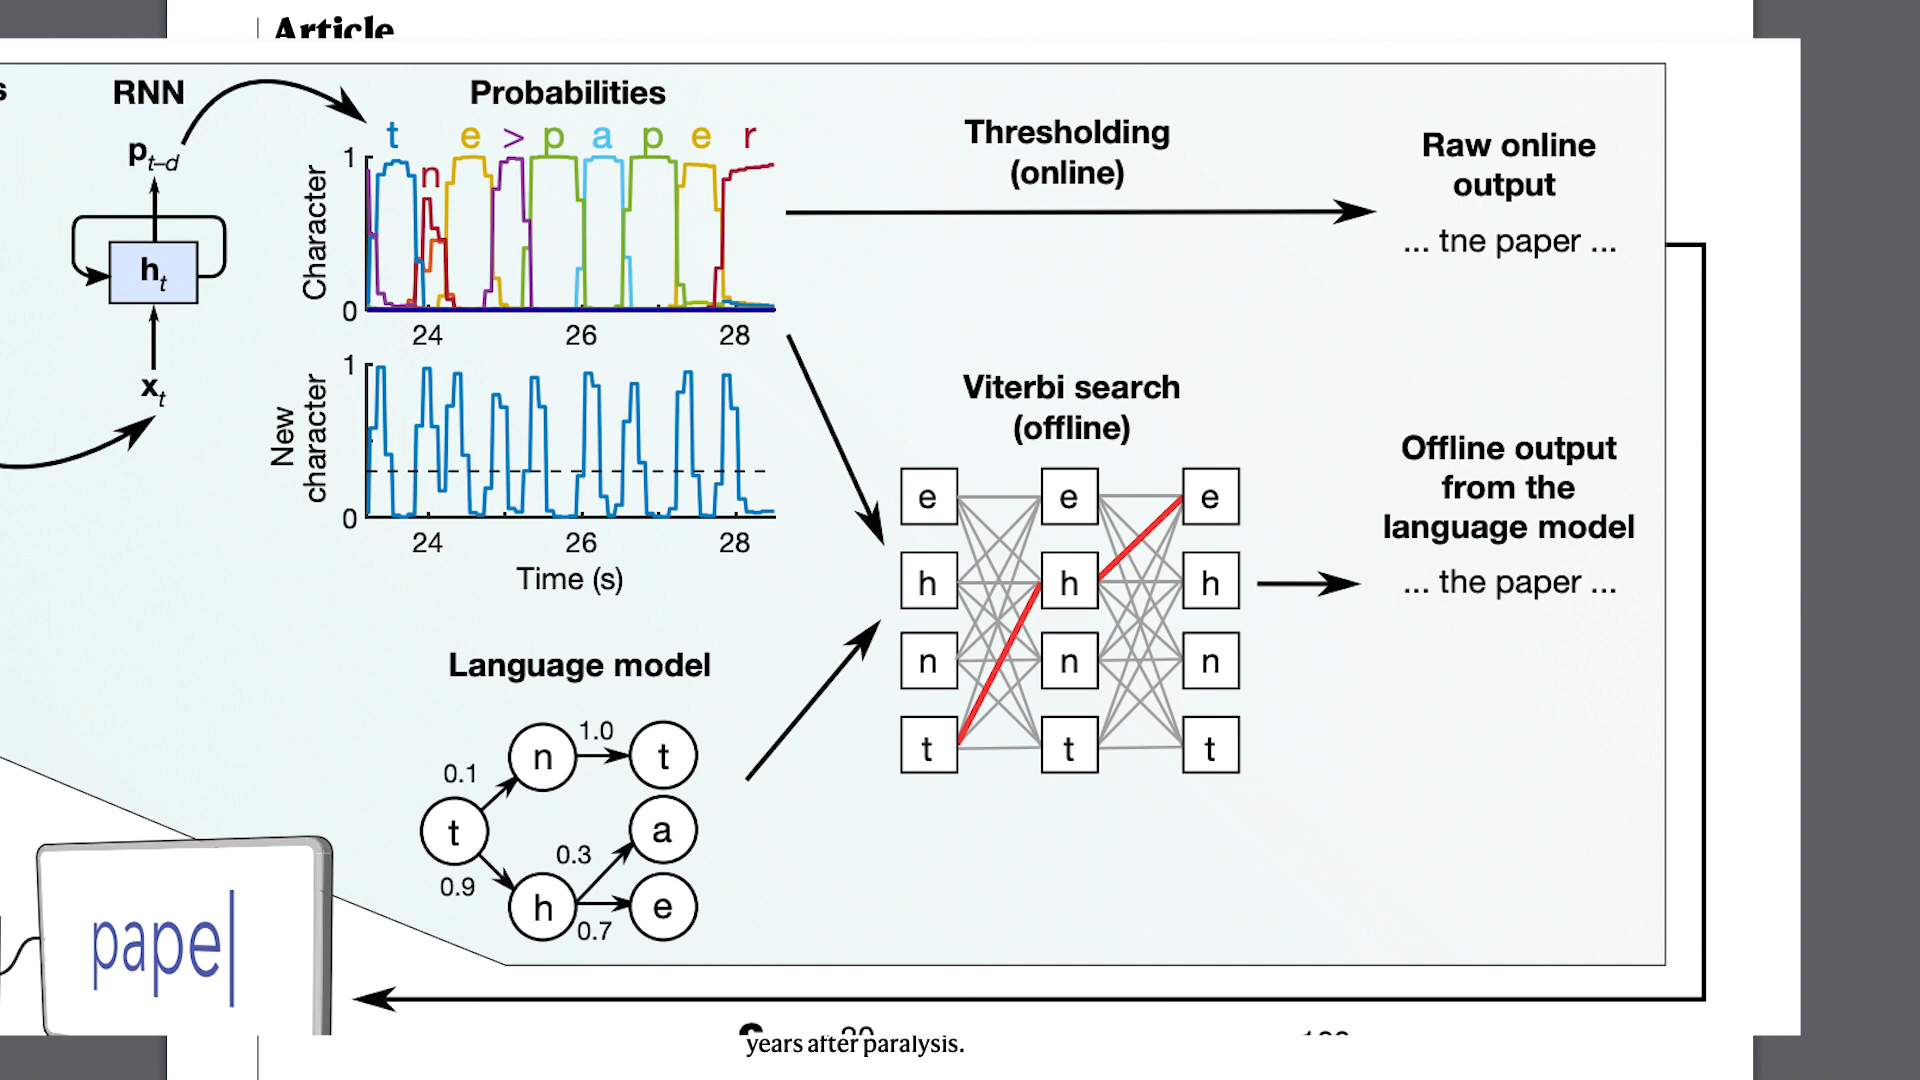 Article
s
RNN
Probabilities
p t–d
h t
x t
t n e > p a p e r
Character
1
0
24 26 28
New
character
1
0
24 26 28
Time (s)
Thresholding
(online)
Raw online
output
... tne paper ...
Viterbi search
(offline)
e e e
h h h
n n n
t t t
Offline output
from the
language model
... the paper ...
Language model
0.1 n 1.0 t
t
0.3 a
0.9 h 0.7 e
pape
years after paralysis.